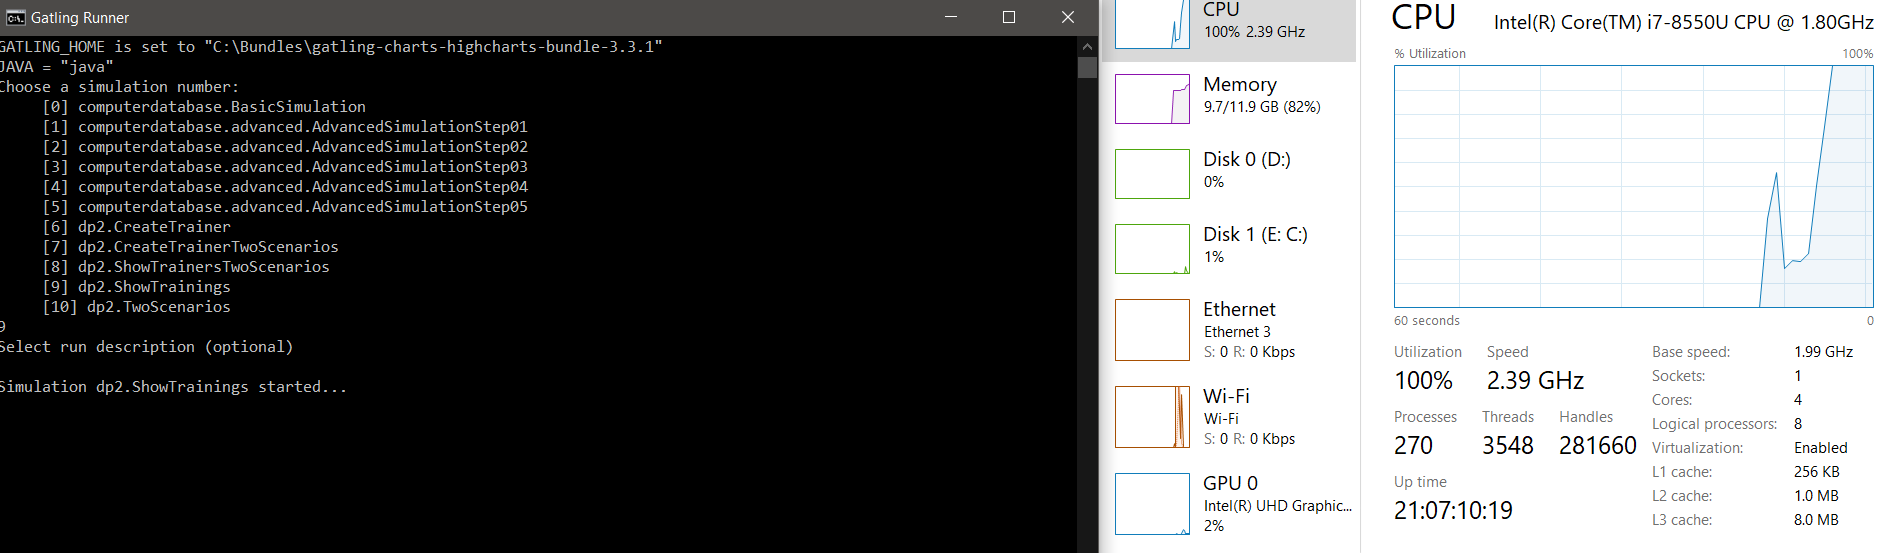 Gatling Runner
GATLING_HOME is set to "C:\Bundles\gatling-charts-highcharts-bundle-3.3.1"
JAVA = "java"
Choose a simulation number:
[0] computerdatabase.BasicSimulation
[1] computerdatabase.advanced.AdvancedSimulationStep01
[2] computerdatabase.advanced.AdvancedSimulationStep02
[3] computerdatabase.advanced.AdvancedSimulationStep03
[4] computerdatabase.advanced.AdvancedSimulationStep04
[5] computerdatabase.advanced.AdvancedSimulationStep05
[6] dp2.CreateTrainer
[7] dp2.CreateTrainerTwoScenarios
[8] dp2.ShowTrainersTwoScenarios
[9] dp2.ShowTrainings
[10] dp2.TwoScenarios
9
Select run description (optional)
Simulation dp2.ShowTrainings started...
CPU
100% 2.39 GHz
Memory
9.7/11.9 GB (82%)
Disk 0 (D:)
0%
Disk 1 (E: C:)
1%
Ethernet
Ethernet 3
S: 0 R: 0 Kbps
Wi-Fi
Wi-Fi
S: 0 R: 0 Kbps
GPU 0
Intel(R) UHD Graphic...
2%
CPU Intel(R) Core(TM) i7-8550U CPU @ 1.80GHz
% Utilization 100%
60 seconds 0
Utilization Speed
100% 2.39 GHz
Processes Threads Handles
270 3548 281660
Up time
21:07:10:19
Base speed: 1.99 GHz
Sockets: 1
Cores: 4
Logical processors: 8
Virtualization: Enabled
L1 cache: 256 KB
L2 cache: 1.0 MB
L3 cache: 8.0 MB